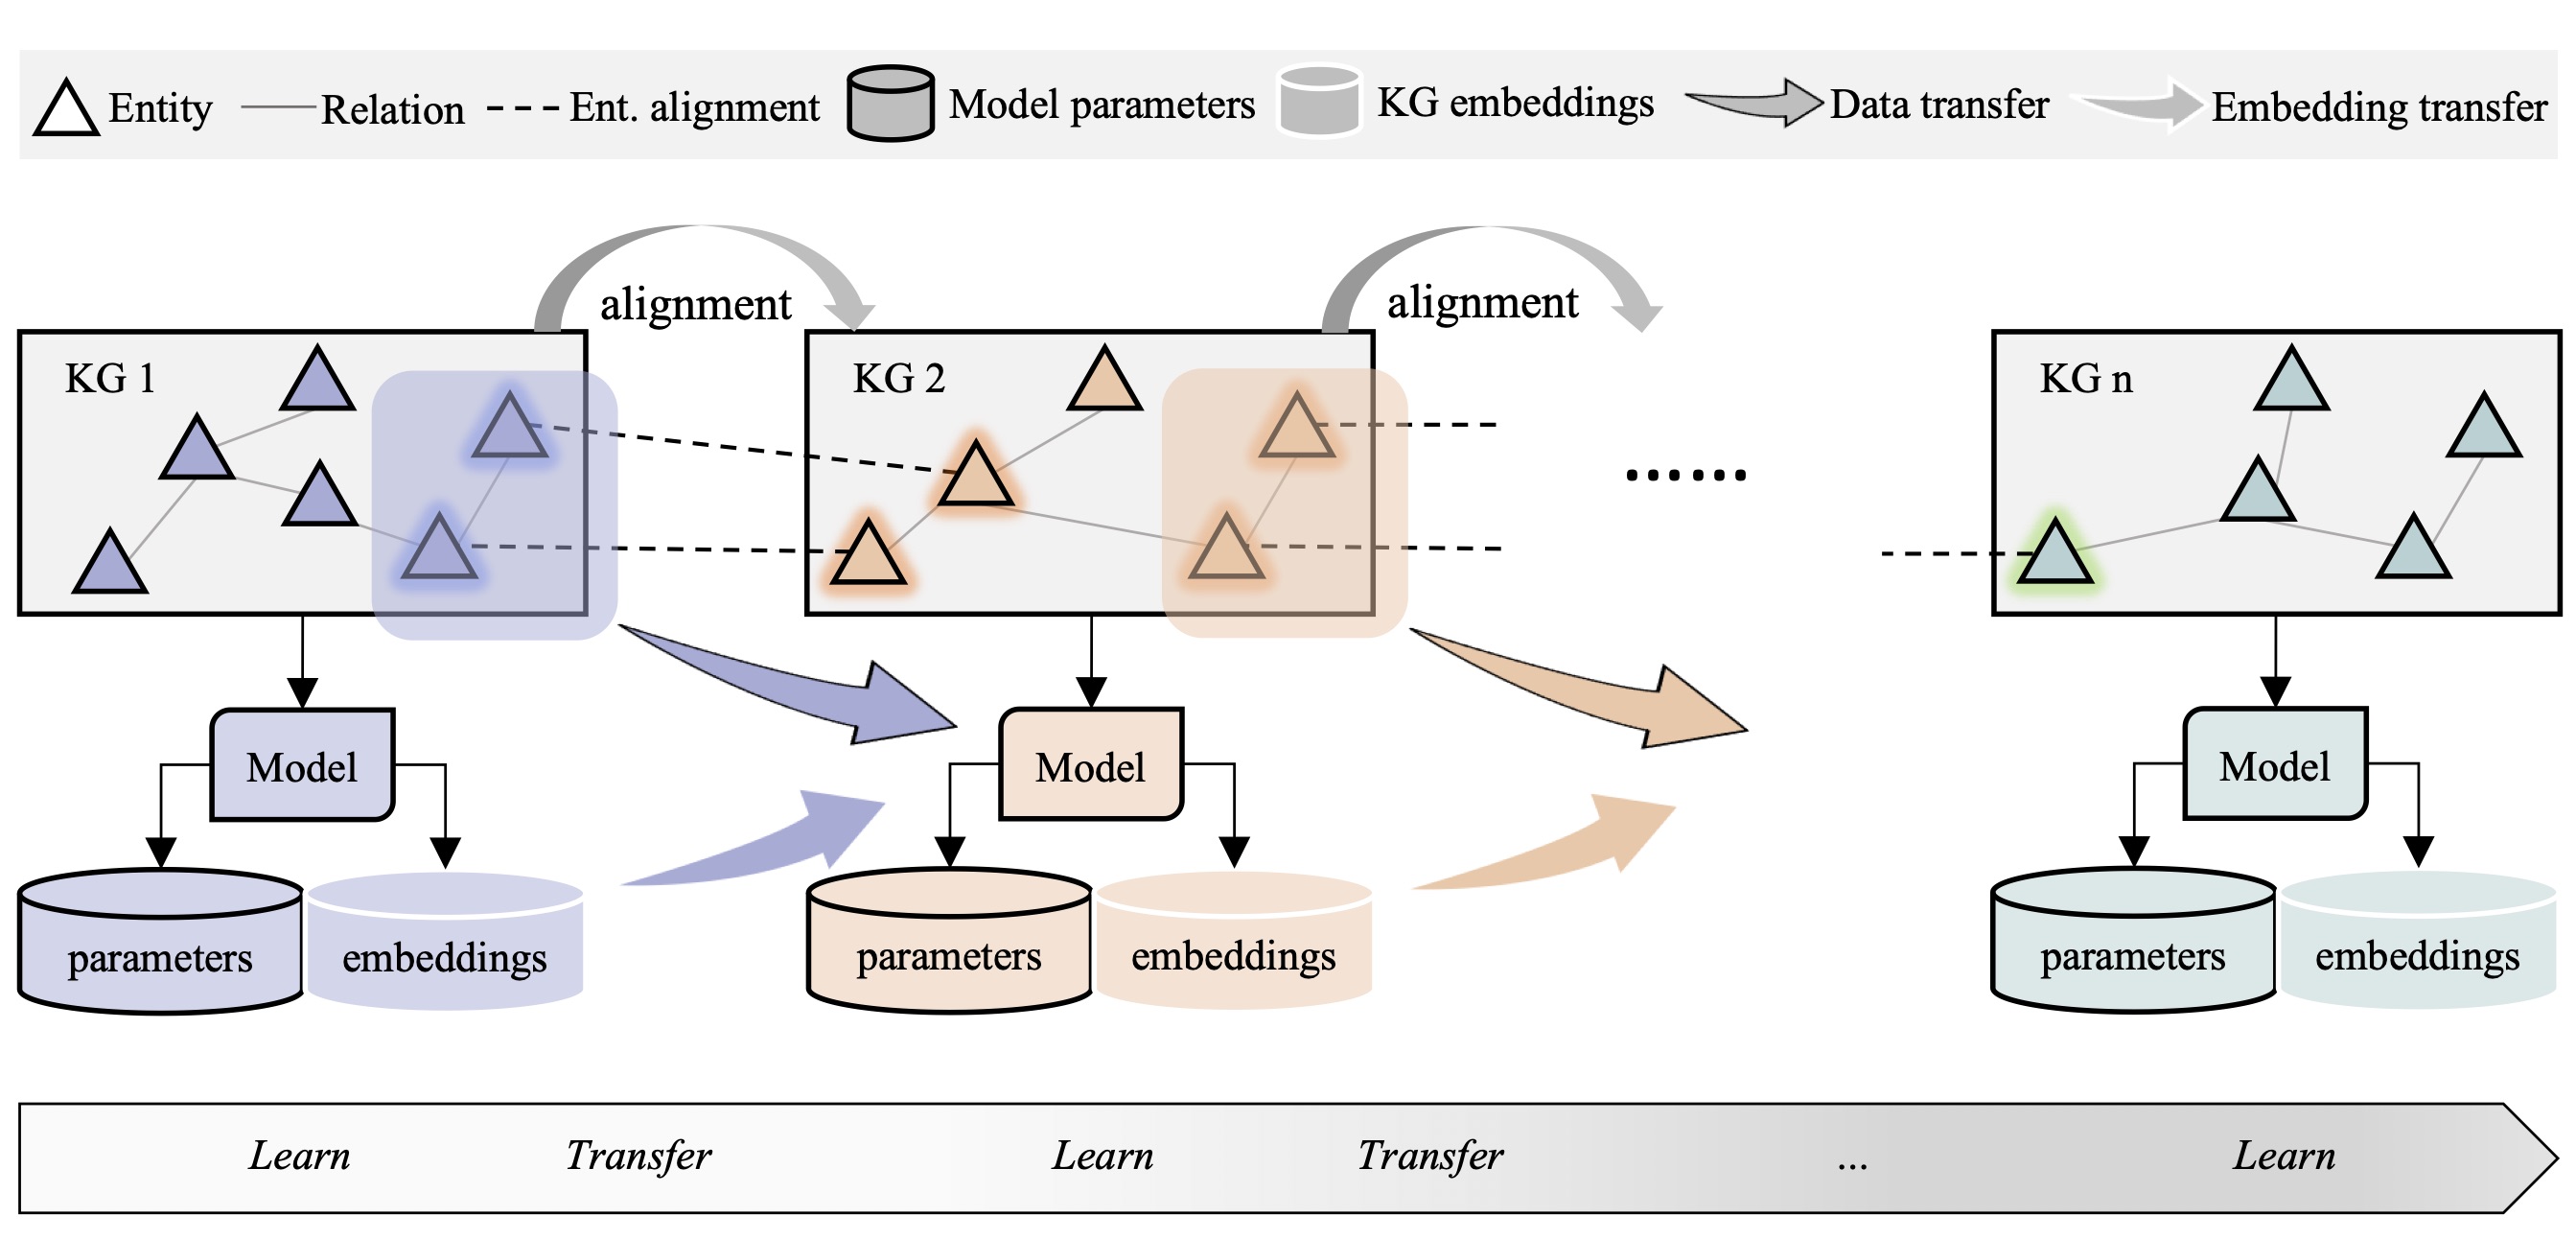 Entity Relation Ent. alignment Model parameters KG embeddings Data transfer Embedding transfer
alignment alignment
KG 1 KG 2 KG n
......
Model Model Model
parameters embeddings parameters embeddings parameters embeddings
Learn Transfer Learn Transfer ... Learn